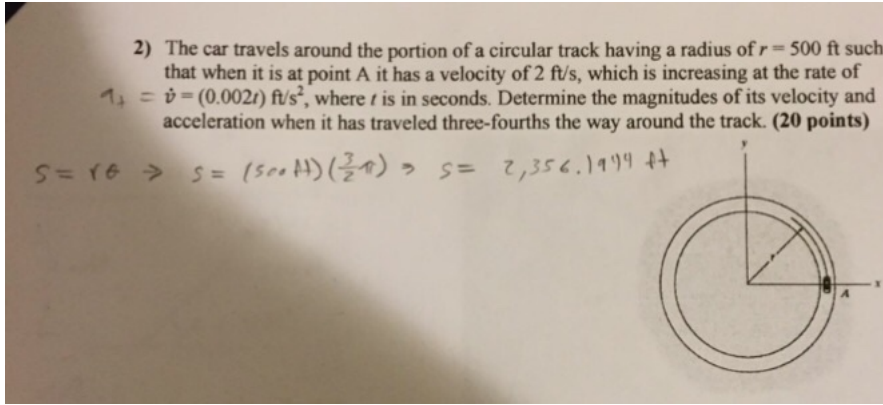 2) The car travels around the portion of a circular track having a radius of r = 500 ft such
that when it is at point A it has a velocity of 2 ft/s, which is increasing at the rate of
= v̇ = (0.002t) ft/s², where t is in seconds. Determine the magnitudes of its velocity and
acceleration when it has traveled three-fourths the way around the track. (20 points)
S = rθ → S = (500 ft)(3/2 π) → S = 2,356.1944 ft
y
r
A
x